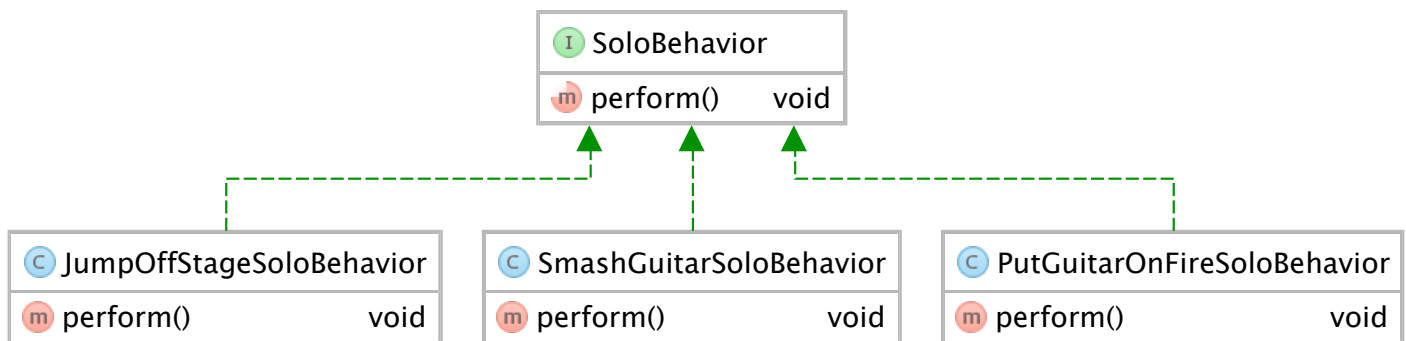 I SoloBehavior
m perform() void
C JumpOffStageSoloBehavior
m perform() void
C SmashGuitarSoloBehavior
m perform() void
C PutGuitarOnFireSoloBehavior
m perform() void